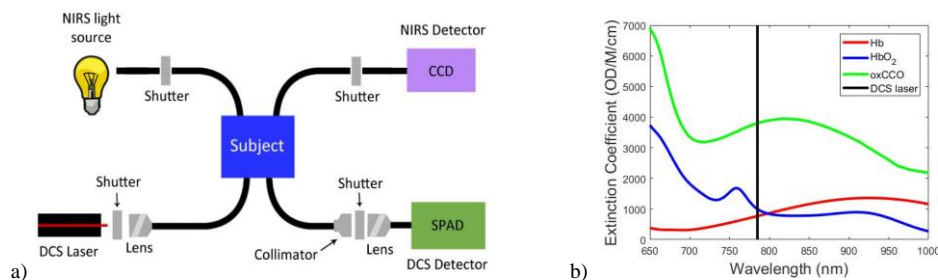 NIRS light
source
NIRS Detector
CCD
Shutter
Shutter
Subject
Shutter
Shutter
SPAD
DCS Laser
Lens
Collimator
Lens
DCS Detector
a)
7000
6000
5000
4000
3000
2000
1000
0
Extinction Coefficient (OD/M/cm)
Hb
HbO2
oxCCO
DCS laser
650
700
750
800
850
900
950
1000
Wavelength (nm)
b)